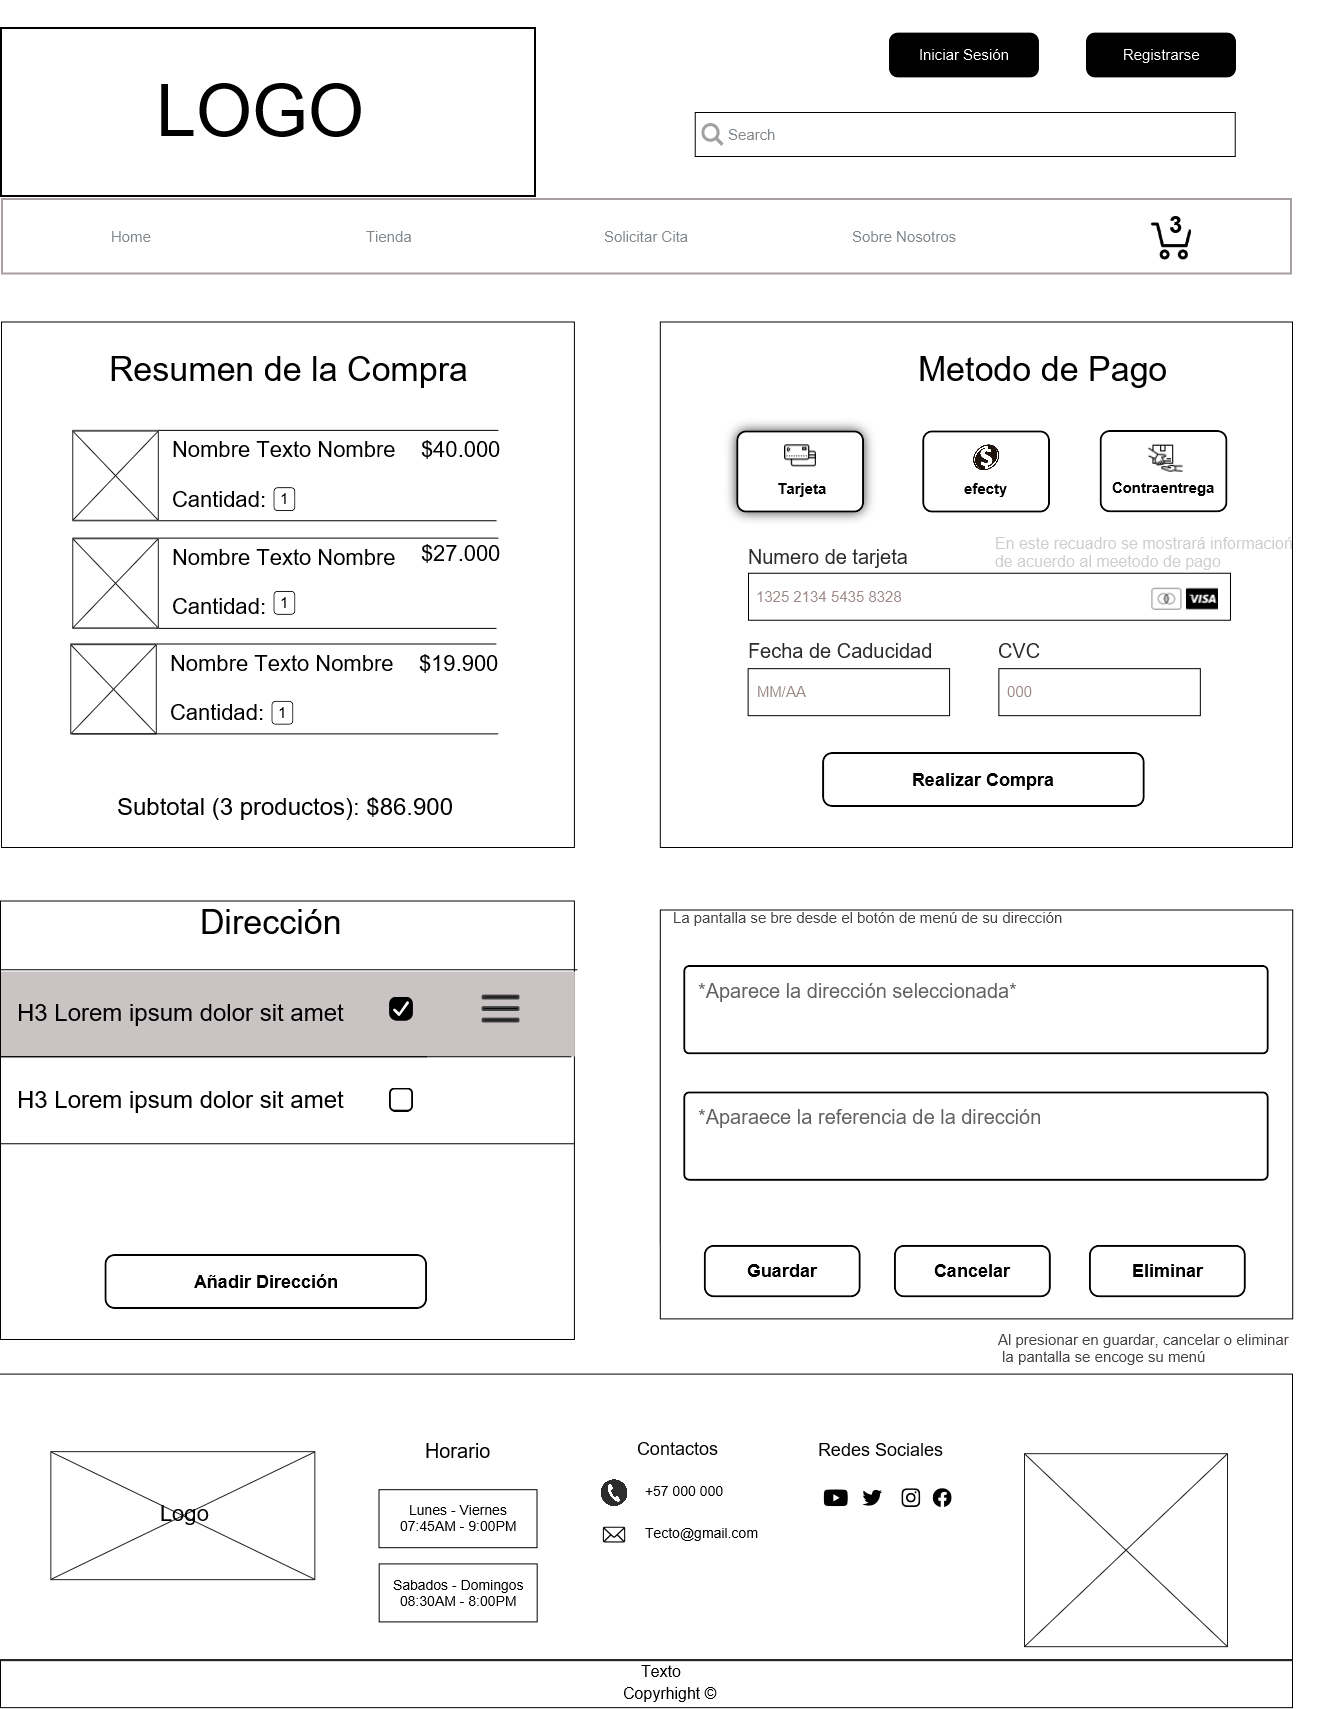 LOGO
Iniciar Sesión
Registrarse
Search
Home
Tienda
Solicitar Cita
Sobre Nosotros
3
Resumen de la Compra
Nombre Texto Nombre $40.000
Cantidad: 1
Nombre Texto Nombre $27.000
Cantidad: 1
Nombre Texto Nombre $19.900
Cantidad: 1
Subtotal (3 productos): $86.900
Metodo de Pago
Tarjeta
efecty
Contraentrega
En este recuadro se mostrará información
de acuerdo al meetodo de pago
Numero de tarjeta
1325 2134 5435 8328
VISA
Fecha de Caducidad
CVC
MM/AA
000
Realizar Compra
Dirección
H3 Lorem ipsum dolor sit amet
H3 Lorem ipsum dolor sit amet
Añadir Dirección
La pantalla se bre desde el botón de menú de su dirección
*Aparece la dirección seleccionada*
*Aparaece la referencia de la dirección
Guardar
Cancelar
Eliminar
Al presionar en guardar, cancelar o eliminar
la pantalla se encoge su menú
Logo
Horario
Lunes - Viernes
07:45AM - 9:00PM
Sabados - Domingos
08:30AM - 8:00PM
Contactos
+57 000 000
Tecto@gmail.com
Redes Sociales
Texto
Copyrhight ©